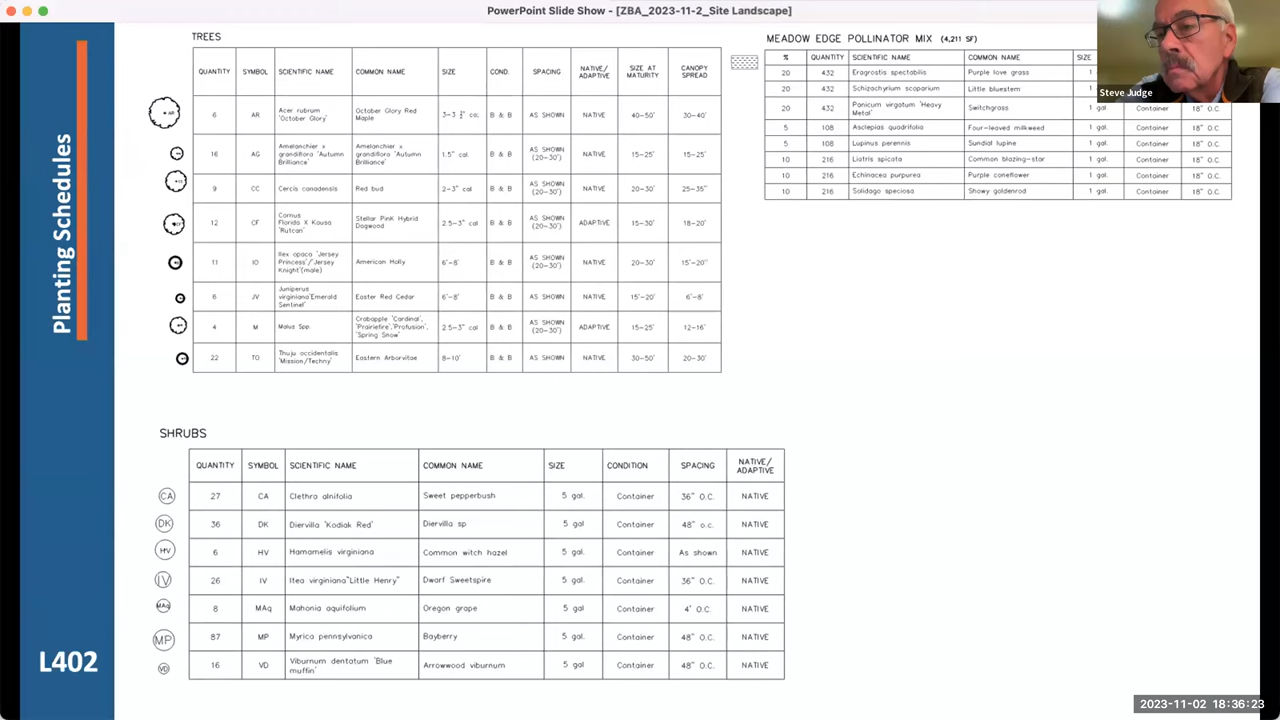 PowerPoint Slide Show - [ZBA_2023-11-2_Site Landscape]
Planting Schedules
L402
TREES
QUANTITY SYMBOL SCIENTIFIC NAME COMMON NAME SIZE COND. SPACING NATIVE/ ADAPTIVE SIZE AT MATURITY CANOPY SPREAD
6 AR Acer rubrum 'October Glory' October Glory Red Maple cal. B & B AS SHOWN NATIVE 40-50' 30-40'
16 AG Amelanchier x grandiflora 'Autumn Brilliance' Amelanchier x grandiflora 'Autumn Brilliance' 1.5" cal. B & B AS SHOWN (20-30') NATIVE 15-25' 15-25'
9 CC Cercis canadensis Red bud 2-3" cal B & B AS SHOWN (20-30') NATIVE 20-30' 25-35"
12 CF Cornus Florida X Kousa 'Rutcan' Stellar Pink Hybrid Dogwood 2.5-3" cal B & B AS SHOWN (20-30') ADAPTIVE 15-30' 18-20'
11 IO Ilex opaca 'Jersey Princess'/'Jersey Knight'(male) American Holly 6'-8' B & B AS SHOWN (20-30') NATIVE 20-30' 15'-20"
6 JV Juniperus virginiana'Emerald Sentinel' Easter Red Cedar 6'-8' B & B AS SHOWN NATIVE 15'-20' 6'-8'
4 M Malus Spp. Crabapple 'Cardinal', 'Prairiefire','Profusion', 'Spring Snow' 2.5-3" cal B & B AS SHOWN (20-30') ADAPTIVE 15-25' 12-16'
22 TO Thuja occidentalis 'Mission/Techny' Eastern Arborvitae 8-10' B & B AS SHOWN NATIVE 30-50' 20-30'
MEADOW EDGE POLLINATOR MIX (4,211 SF)
% QUANTITY SCIENTIFIC NAME COMMON NAME SIZE
20 432 Eragrostis spectabilis Purple love grass 1
20 432 Schizachyrium scoparium Little bluestem 1
20 432 Panicum virgatum 'Heavy Metal' Switchgrass 1 gal. Container 18" O.C.
5 108 Asclepias quadrifolia Four-leaved milkweed 1 gal. Container 18" O.C.
5 108 Lupinus perennis Sundial lupine 1 gal. Container 18" O.C.
10 216 Liatris spicata Common blazing-star 1 gal. Container 18" O.C.
10 216 Echinacea purpurea Purple coneflower 1 gal. Container 18" O.C.
10 216 Solidago speciosa Showy goldenrod 1 gal. Container 18" O.C.
Steve Judge
SHRUBS
QUANTITY SYMBOL SCIENTIFIC NAME COMMON NAME SIZE CONDITION SPACING NATIVE/ ADAPTIVE
CA 27 CA Clethra alnifolia Sweet pepperbush 5 gal. Container 36" O.C. NATIVE
DK 36 DK Diervilla 'Kodiak Red' Diervilla sp 5 gal Container 48" o.c. NATIVE
HV 6 HV Hamamelis virginiana Common witch hazel 5 gal. Container As shown NATIVE
IV 26 IV Itea virginiana"Little Henry" Dwarf Sweetspire 5 gal. Container 36" O.C. NATIVE
MAq 8 MAq Mahonia aquifolium Oregon grape 5 gal Container 4' O.C. NATIVE
MP 87 MP Myrica pennsylvanica Bayberry 5 gal. Container 48" O.C. NATIVE
VD 16 VD Viburnum dentatum 'Blue muffin' Arrowwood viburnum 5 gal Container 48" O.C. NATIVE
2023-11-02 18:36:23